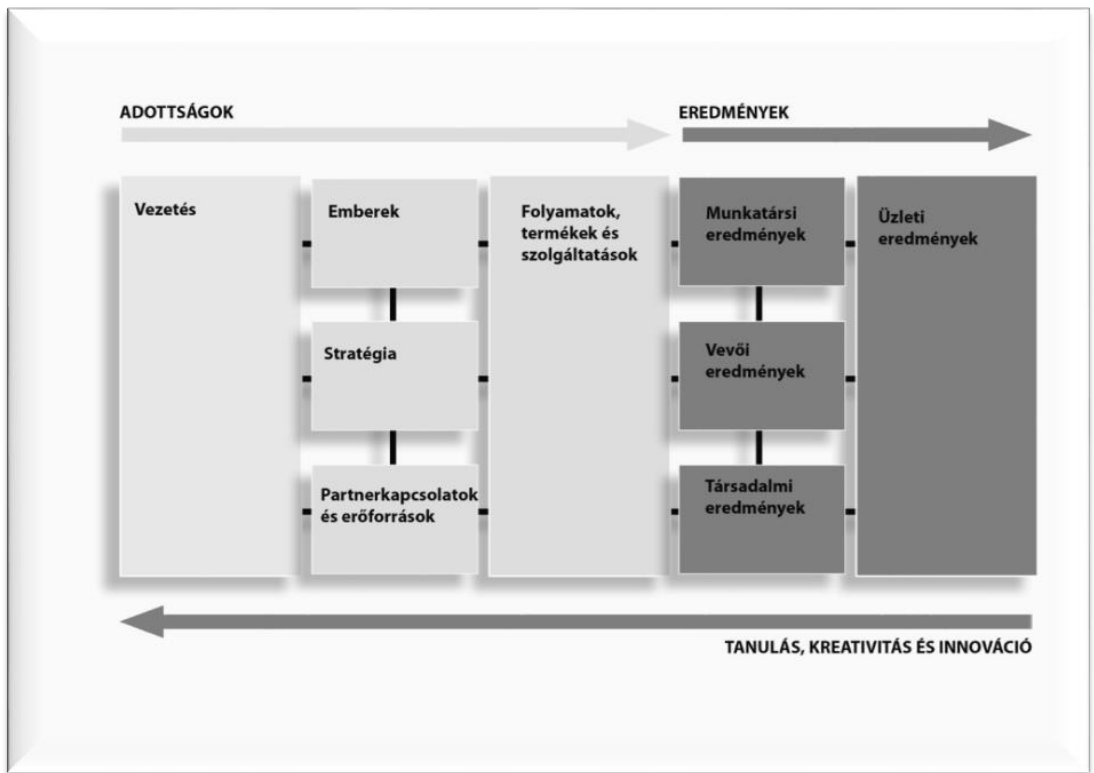 ADOTTSÁGOK
EREDMÉNYEK
Vezetés
Emberek
Stratégia
Partnerkapcsolatok
és erőforrások
Folyamatok,
termékek és
szolgáltatások
Munkatársi
eredmények
Vevői
eredmények
Társadalmi
eredmények
Üzleti
eredmények
TANULÁS, KREATIVITÁS ÉS INNOVÁCIÓ